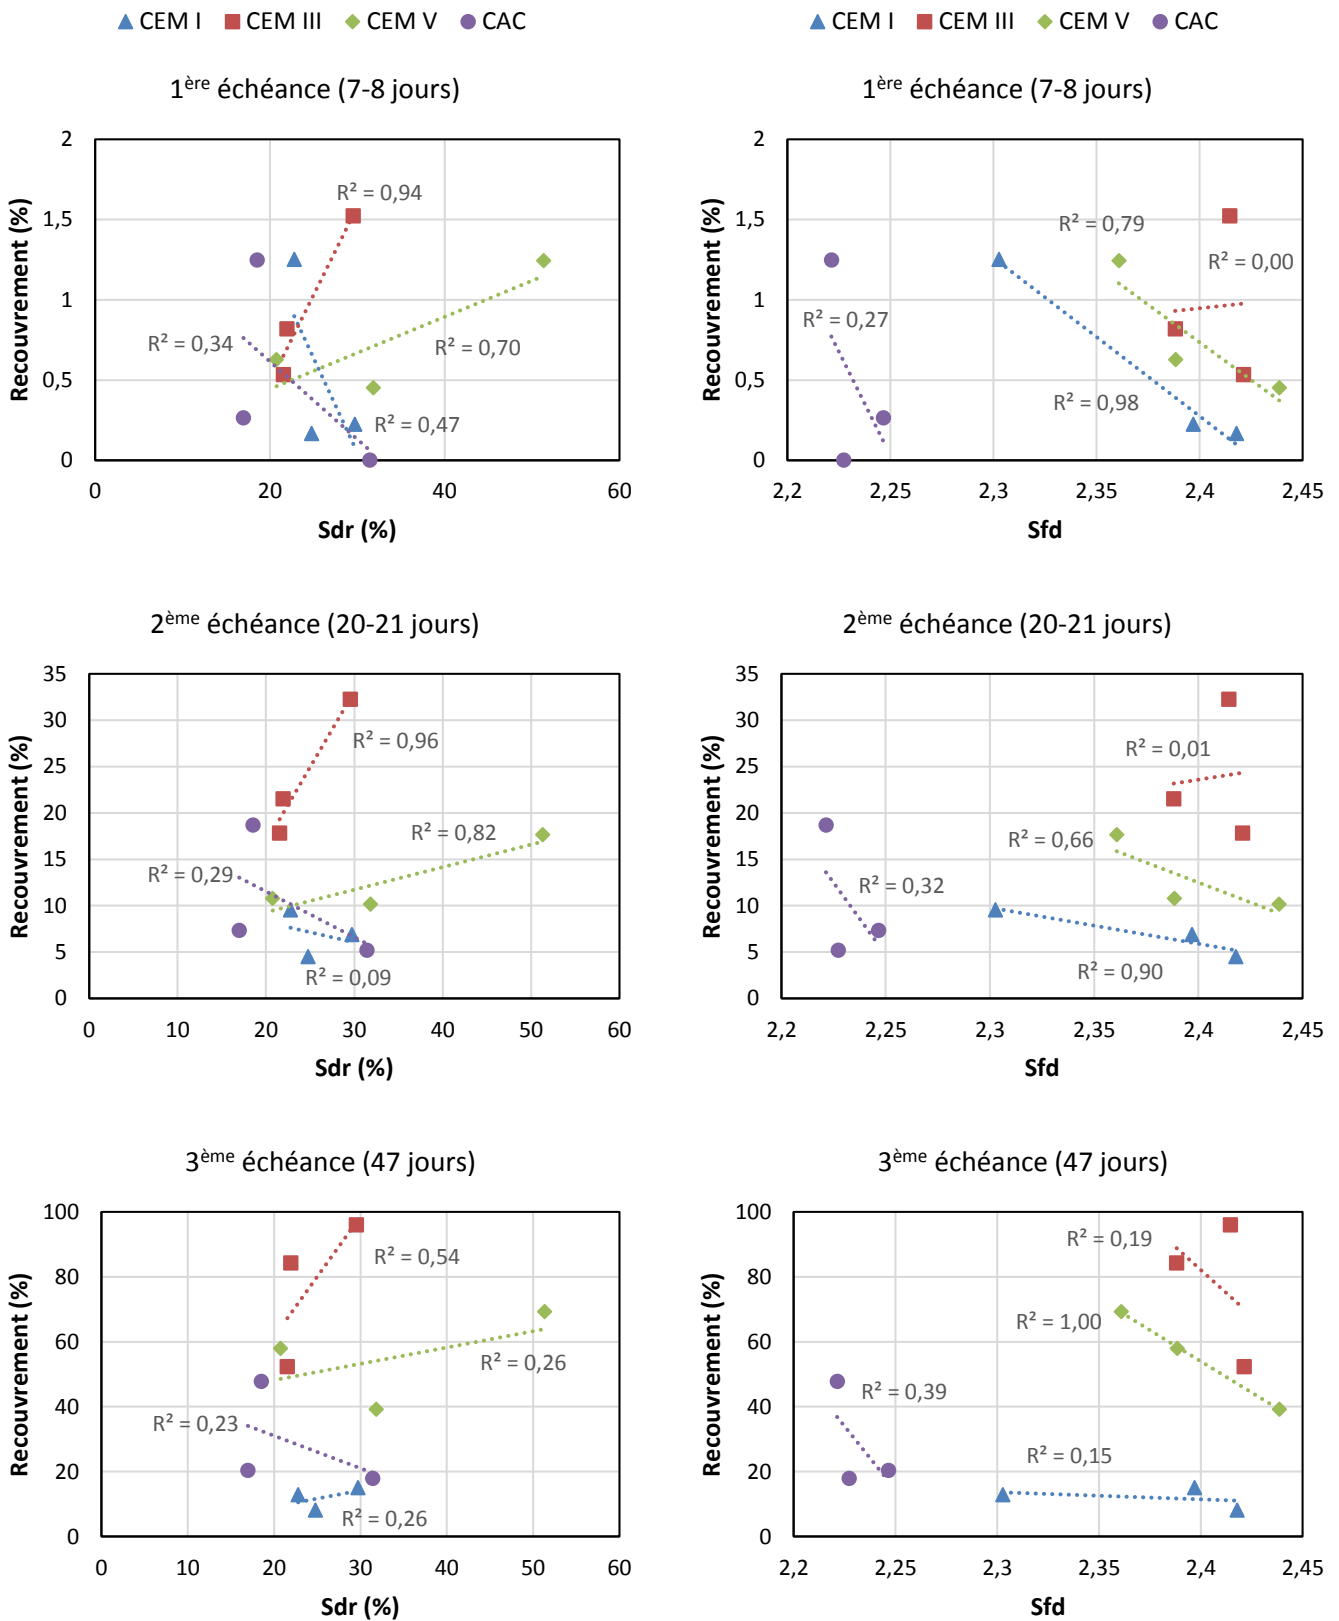 CEM I CEM III CEM V CAC
1ère échéance (7-8 jours)
Recouvrement (%)
2
1,5
1
0,5
0
R² = 0,94
R² = 0,34
R² = 0,70
R² = 0,47
0 20 40 60
Sdr (%)
CEM I CEM III CEM V CAC
1ère échéance (7-8 jours)
Recouvrement (%)
2
1,5
1
0,5
0
R² = 0,79
R² = 0,00
R² = 0,27
R² = 0,98
2,2 2,25 2,3 2,35 2,4 2,45
Sfd
2ème échéance (20-21 jours)
Recouvrement (%)
35
30
25
20
15
10
5
0
R² = 0,96
R² = 0,82
R² = 0,29
R² = 0,09
0 10 20 30 40 50 60
Sdr (%)
2ème échéance (20-21 jours)
Recouvrement (%)
35
30
25
20
15
10
5
0
R² = 0,01
R² = 0,66
R² = 0,32
R² = 0,90
2,2 2,25 2,3 2,35 2,4 2,45
Sfd
3ème échéance (47 jours)
Recouvrement (%)
100
80
60
40
20
0
R² = 0,54
R² = 0,26
R² = 0,23
R² = 0,26
0 10 20 30 40 50 60
Sdr (%)
3ème échéance (47 jours)
Recouvrement (%)
100
80
60
40
20
0
R² = 0,19
R² = 1,00
R² = 0,39
R² = 0,15
2,2 2,25 2,3 2,35 2,4 2,45
Sfd